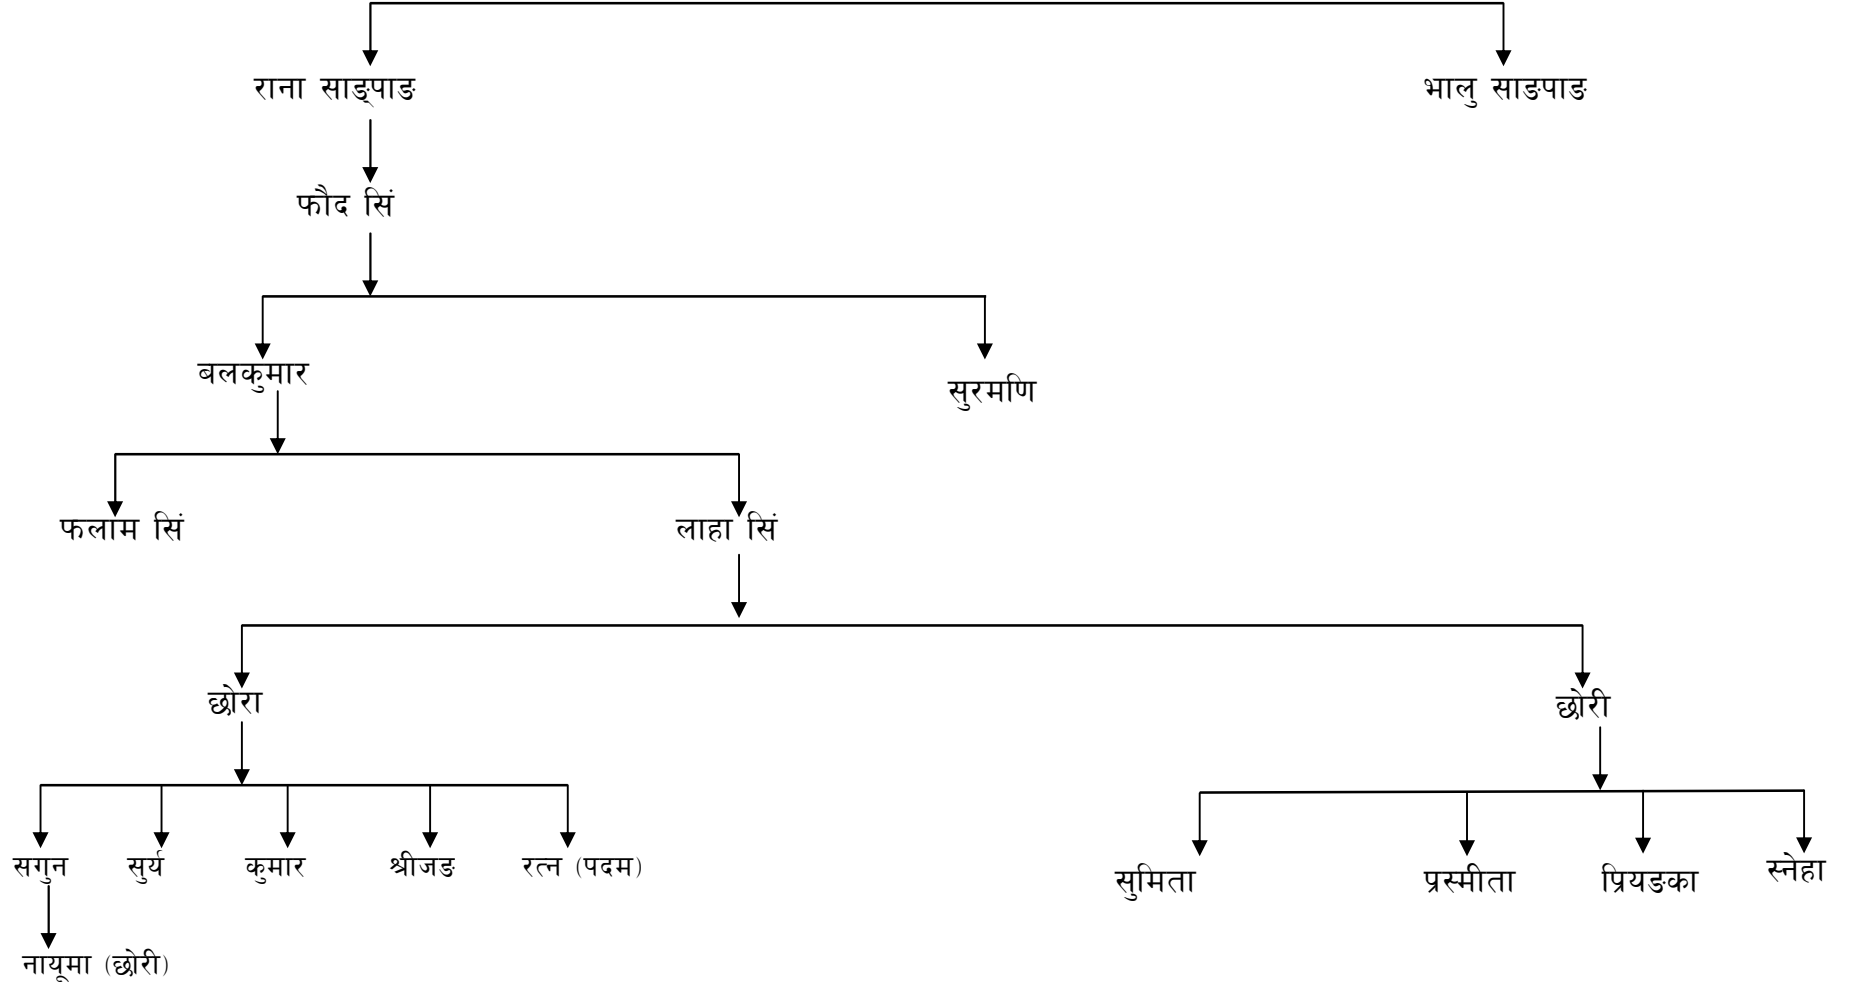 राना साङ्पाङ
भालु साङपाङ
फौद सिं
बलकुमार
सुरमणि
फलाम सिं
लाहा सिं
छोरा
छोरी
सगुन
सुर्य
कुमार
श्रीजङ
रत्न (पदम)
सुमिता
प्रस्मीता
प्रियङका
स्नेहा
नायूमा (छोरी)